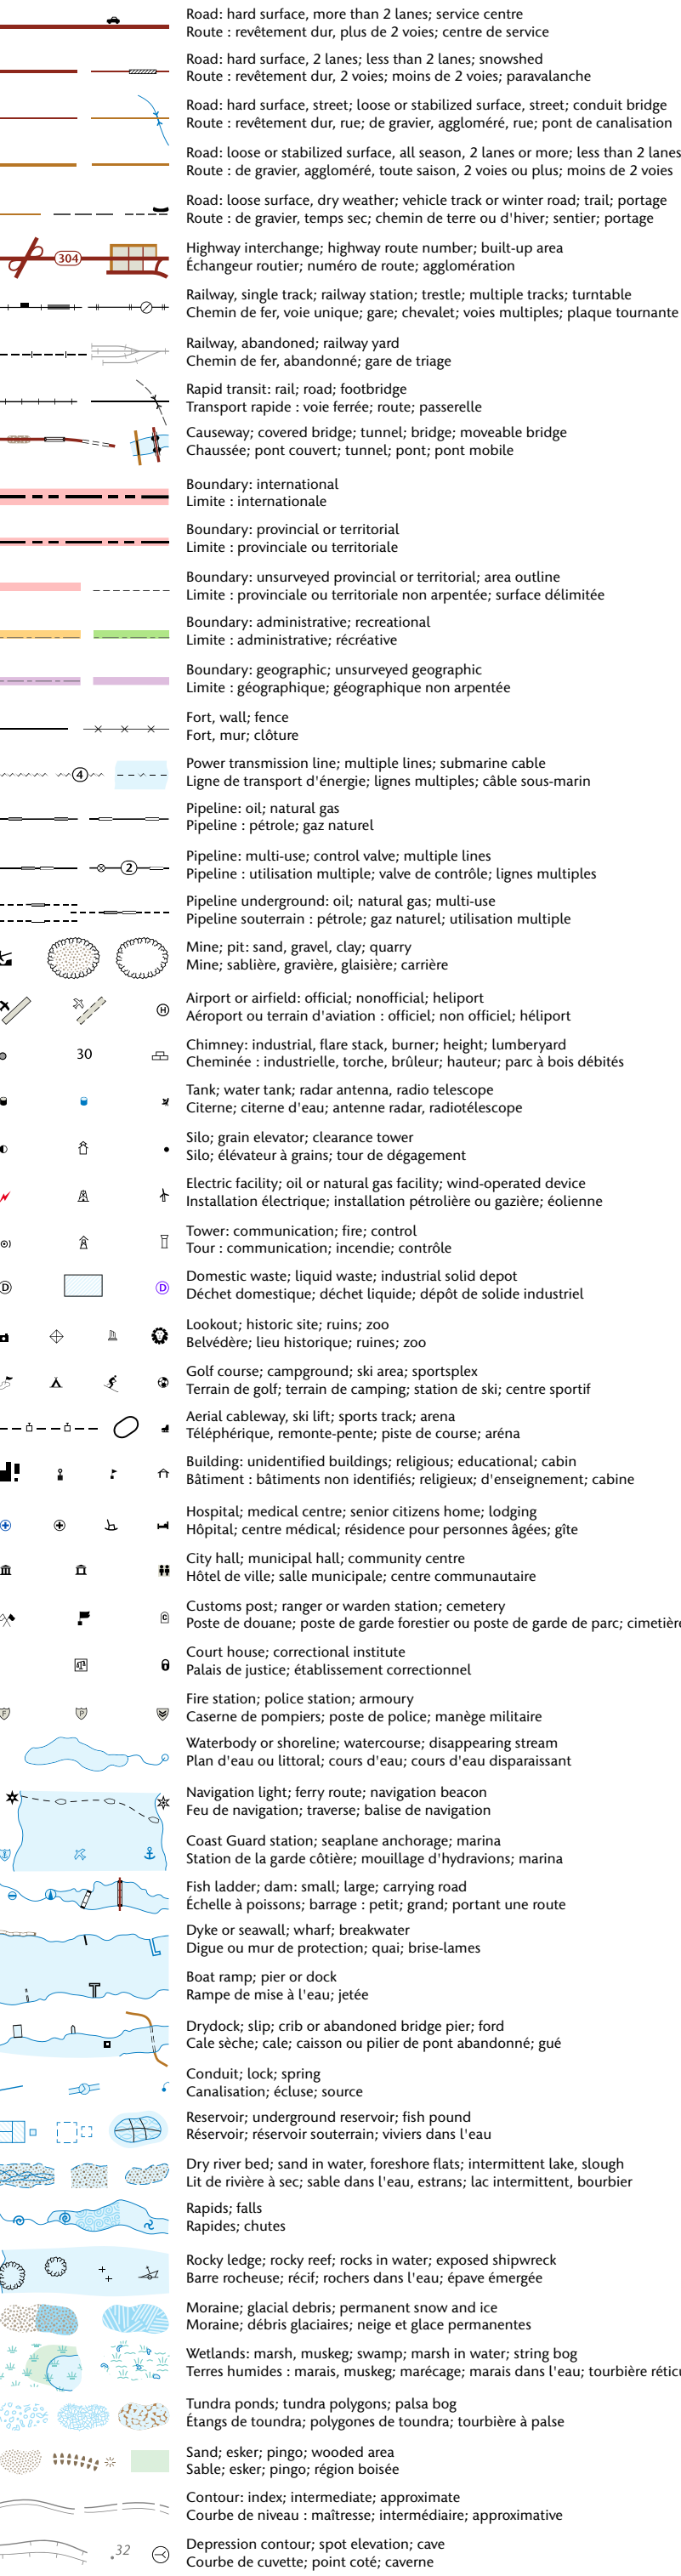 Road: hard surface, more than 2 lanes; service centre
Route : revêtement dur, plus de 2 voies; centre de service
Road: hard surface, 2 lanes; less than 2 lanes; snowshed
Route : revêtement dur, 2 voies; moins de 2 voies; paravalanche
Road: hard surface, street; loose or stabilized surface, street; conduit bridge
Route : revêtement dur, rue; de gravier, aggloméré, rue; pont de canalisation
Road: loose or stabilized surface, all season, 2 lanes or more; less than 2 lanes
Route : de gravier, aggloméré, toute saison, 2 voies ou plus; moins de 2 voies
Road: loose surface, dry weather; vehicle track or winter road; trail; portage
Route : de gravier, temps sec; chemin de terre ou d'hiver; sentier; portage
304
Highway interchange; highway route number; built-up area
Échangeur routier; numéro de route; agglomération
Railway, single track; railway station; trestle; multiple tracks; turntable
Chemin de fer, voie unique; gare; chevalet; voies multiples; plaque tournante
Railway, abandoned; railway yard
Chemin de fer, abandonné; gare de triage
Rapid transit: rail; road; footbridge
Transport rapide : voie ferrée; route; passerelle
Causeway; covered bridge; tunnel; bridge; moveable bridge
Chaussée; pont couvert; tunnel; pont; pont mobile
Boundary: international
Limite : internationale
Boundary: provincial or territorial
Limite : provinciale ou territoriale
Boundary: unsurveyed provincial or territorial; area outline
Limite : provinciale ou territoriale non arpentée; surface délimitée
Boundary: administrative; recreational
Limite : administrative; récréative
Boundary: geographic; unsurveyed geographic
Limite : géographique; géographique non arpentée
Fort, wall; fence
Fort, mur; clôture
4
Power transmission line; multiple lines; submarine cable
Ligne de transport d'énergie; lignes multiples; câble sous-marin
Pipeline: oil; natural gas
Pipeline : pétrole; gaz naturel
2
Pipeline: multi-use; control valve; multiple lines
Pipeline : utilisation multiple; valve de contrôle; lignes multiples
Pipeline underground: oil; natural gas; multi-use
Pipeline souterrain : pétrole; gaz naturel; utilisation multiple
Mine; pit: sand, gravel, clay; quarry
Mine; sablière, gravière, glaisière; carrière
H
Airport or airfield: official; nonofficial; heliport
Aéroport ou terrain d'aviation : officiel; non officiel; héliport
30
Chimney: industrial, flare stack, burner; height; lumberyard
Cheminée : industrielle, torche, brûleur; hauteur; parc à bois débités
Tank; water tank; radar antenna, radio telescope
Citerne; citerne d'eau; antenne radar, radiotélescope
Silo; grain elevator; clearance tower
Silo; élévateur à grains; tour de dégagement
Electric facility; oil or natural gas facility; wind-operated device
Installation électrique; installation pétrolière ou gazière; éolienne
Tower: communication; fire; control
Tour : communication; incendie; contrôle
D D
Domestic waste; liquid waste; industrial solid depot
Déchet domestique; déchet liquide; dépôt de solide industriel
Lookout; historic site; ruins; zoo
Belvédère; lieu historique; ruines; zoo
Golf course; campground; ski area; sportsplex
Terrain de golf; terrain de camping; station de ski; centre sportif
Aerial cableway, ski lift; sports track; arena
Téléphérique, remonte-pente; piste de course; aréna
Building: unidentified buildings; religious; educational; cabin
Bâtiment : bâtiments non identifiés; religieux; d'enseignement; cabine
Hospital; medical centre; senior citizens home; lodging
Hôpital; centre médical; résidence pour personnes âgées; gîte
City hall; municipal hall; community centre
Hôtel de ville; salle municipale; centre communautaire
C
Customs post; ranger or warden station; cemetery
Poste de douane; poste de garde forestier ou poste de garde de parc; cimetière
Court house; correctional institute
Palais de justice; établissement correctionnel
F P
Fire station; police station; armoury
Caserne de pompiers; poste de police; manège militaire
Waterbody or shoreline; watercourse; disappearing stream
Plan d'eau ou littoral; cours d'eau; cours d'eau disparaissant
Navigation light; ferry route; navigation beacon
Feu de navigation; traverse; balise de navigation
Coast Guard station; seaplane anchorage; marina
Station de la garde côtière; mouillage d'hydravions; marina
Fish ladder; dam: small; large; carrying road
Échelle à poissons; barrage : petit; grand; portant une route
Dyke or seawall; wharf; breakwater
Digue ou mur de protection; quai; brise-lames
Boat ramp; pier or dock
Rampe de mise à l'eau; jetée
Drydock; slip; crib or abandoned bridge pier; ford
Cale sèche; cale; caisson ou pilier de pont abandonné; gué
Conduit; lock; spring
Canalisation; écluse; source
Reservoir; underground reservoir; fish pound
Réservoir; réservoir souterrain; viviers dans l'eau
Dry river bed; sand in water, foreshore flats; intermittent lake, slough
Lit de rivière à sec; sable dans l'eau, estrans; lac intermittent, bourbier
Rapids; falls
Rapides; chutes
Rocky ledge; rocky reef; rocks in water; exposed shipwreck
Barre rocheuse; récif; rochers dans l'eau; épave émergée
Moraine; glacial debris; permanent snow and ice
Moraine; débris glaciaires; neige et glace permanentes
Wetlands: marsh, muskeg; swamp; marsh in water; string bog
Terres humides : marais, muskeg; marécage; marais dans l'eau; tourbière
Tundra ponds; tundra polygons; palsa bog
Étangs de toundra; polygones de toundra; tourbière à palse
Sand; esker; pingo; wooded area
Sable; esker; pingo; région boisée
Contour: index; intermediate; approximate
Courbe de niveau : maîtresse; intermédiaire; approximative
.32
Depression contour; spot elevation; cave
Courbe de cuvette; point coté; caverne